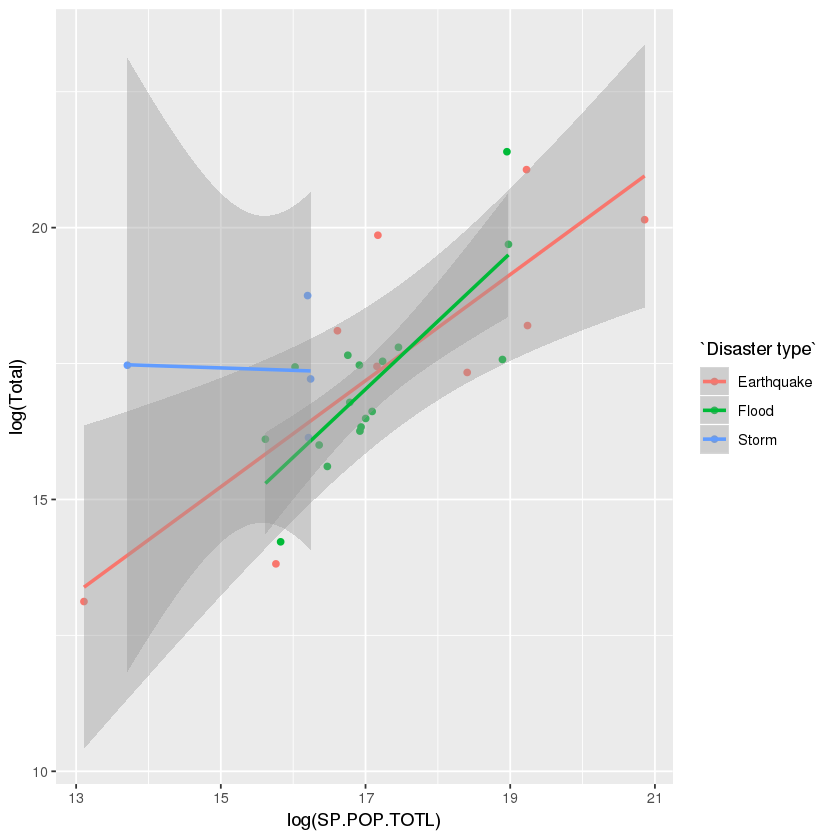 20
15
10
log(Total)
13
15
17
19
21
log(SP.POP.TOTL)
`Disaster type`
Earthquake
Flood
Storm